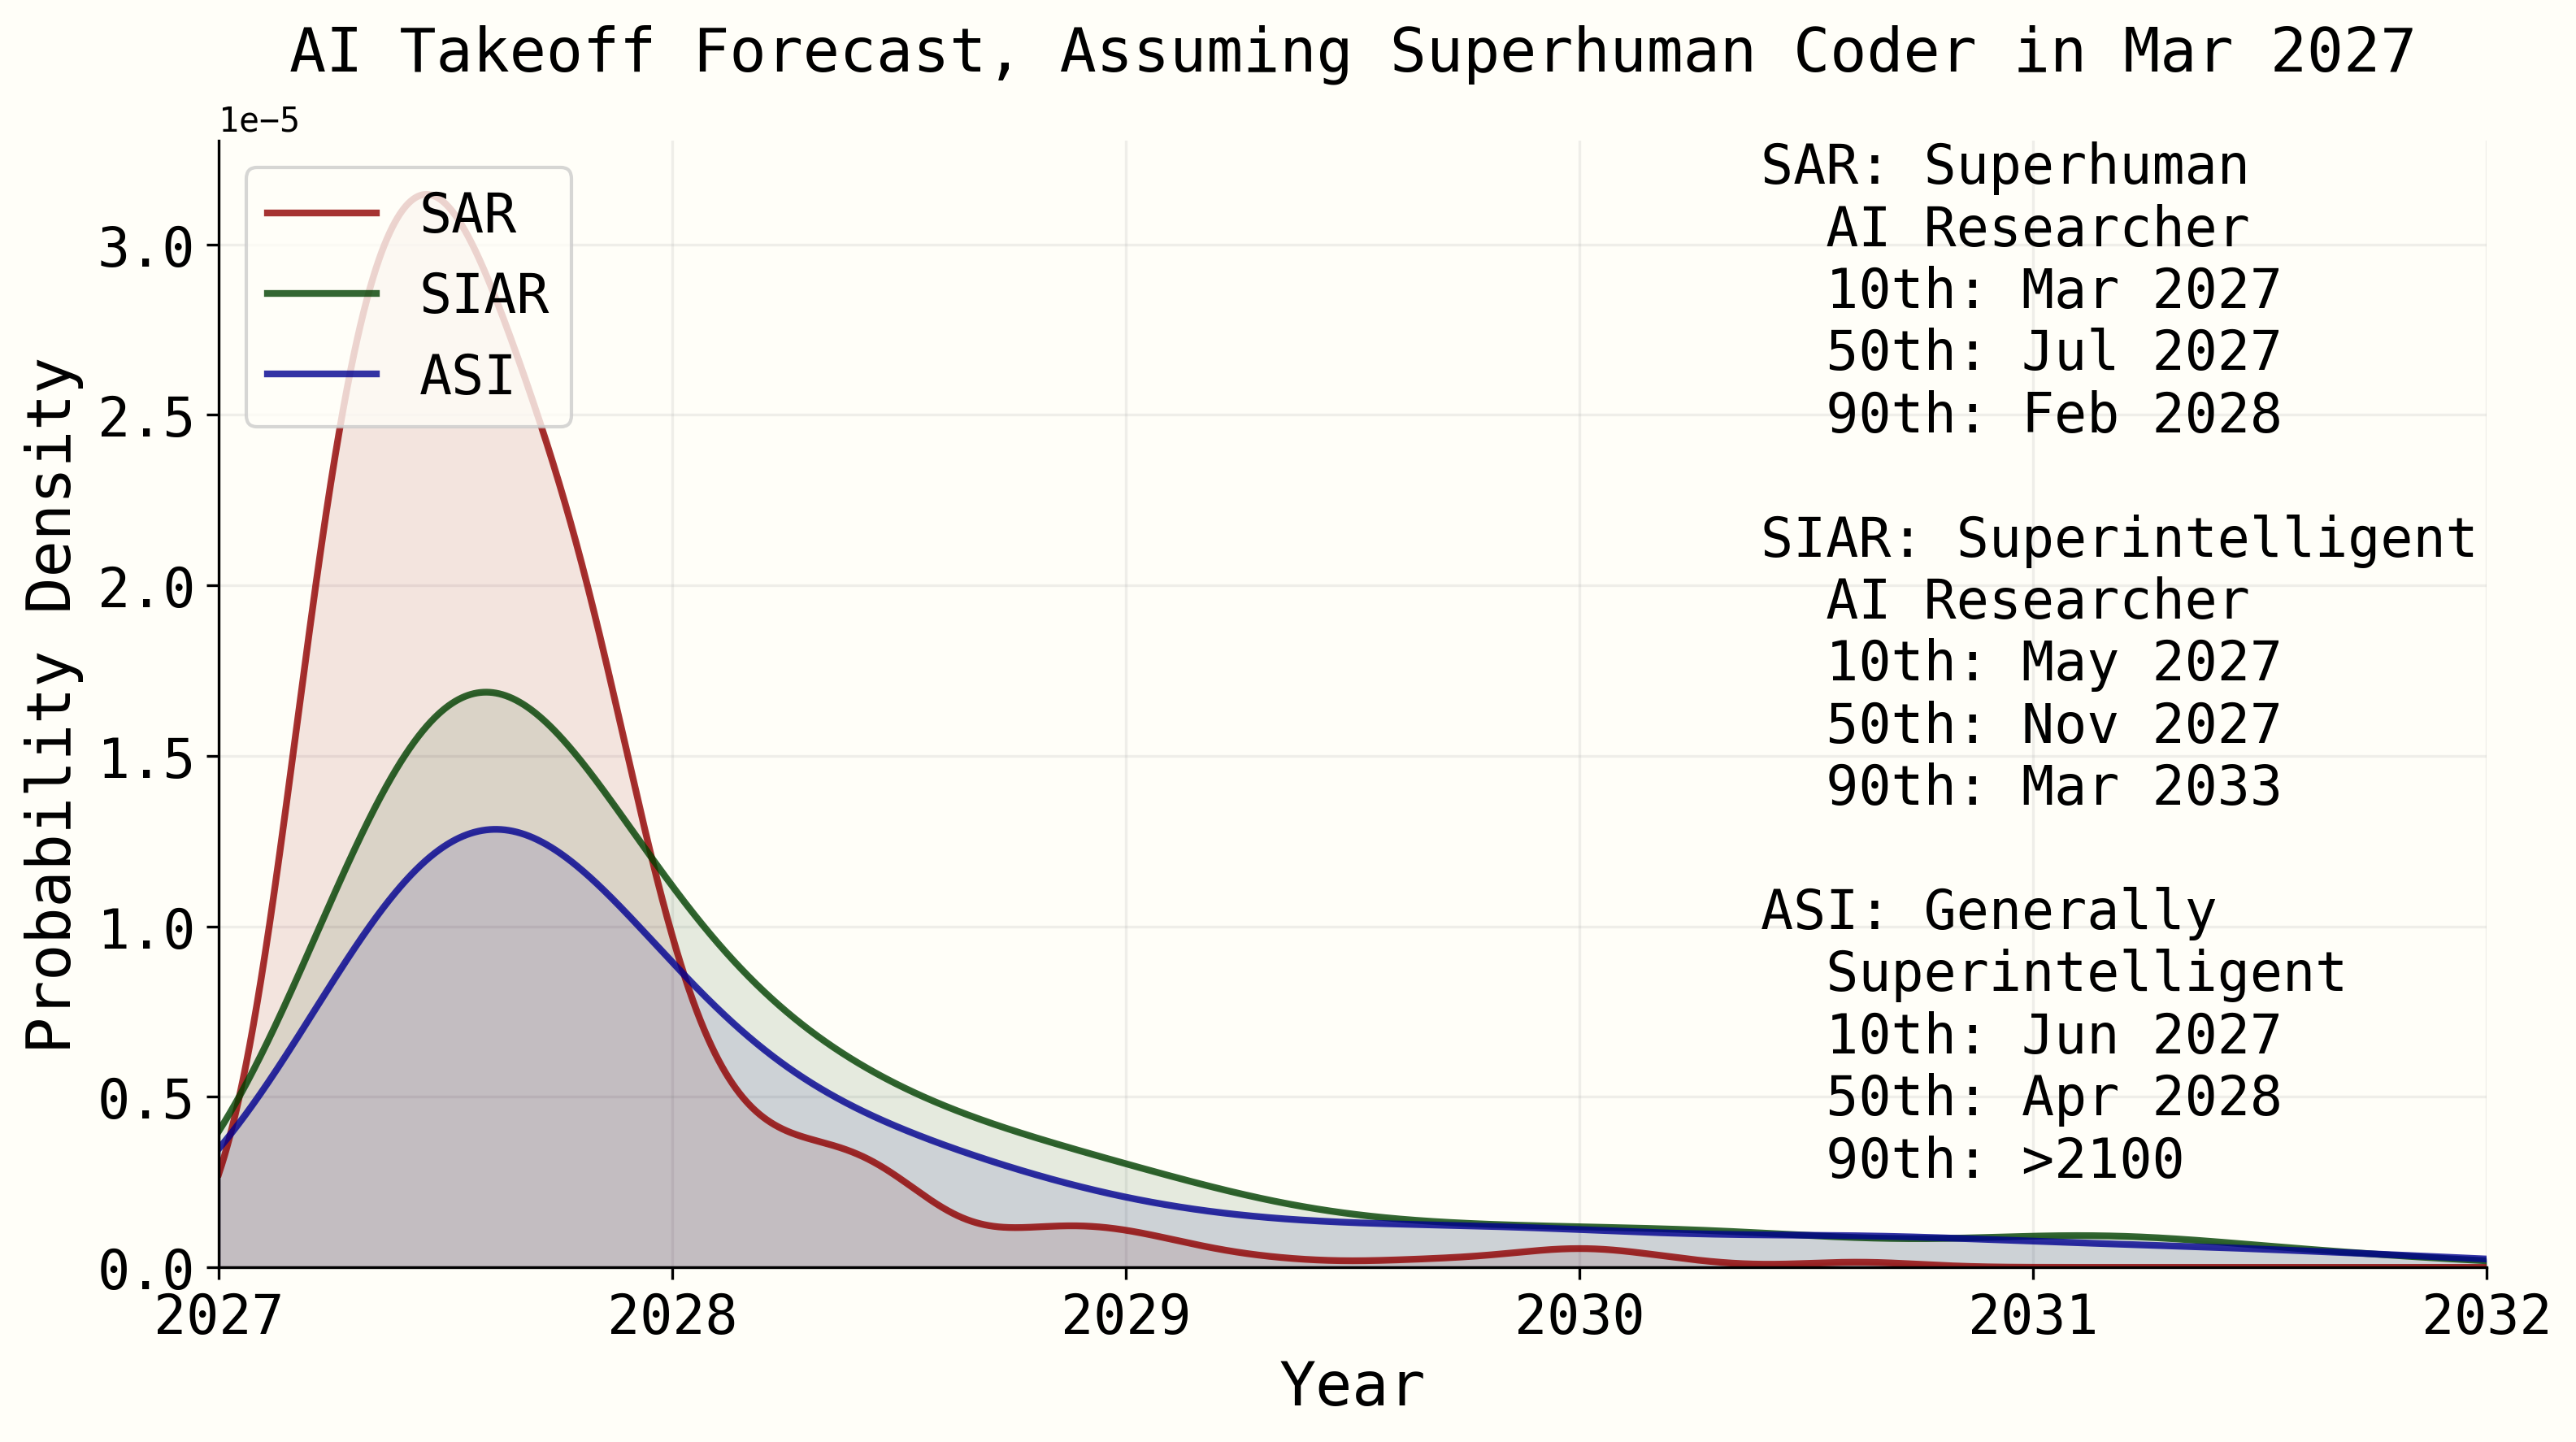 AI Takeoff Forecast, Assuming Superhuman Coder in Mar 2027
1e−5
SAR
SIAR
ASI
SAR: Superhuman
AI Researcher
10th: Mar 2027
50th: Jul 2027
90th: Feb 2028
SIAR: Superintelligent
AI Researcher
10th: May 2027
50th: Nov 2027
90th: Mar 2033
ASI: Generally
Superintelligent
10th: Jun 2027
50th: Apr 2028
90th: >2100
Probability Density
3.0
2.5
2.0
1.5
1.0
0.5
0.0
2027 2028 2029 2030 2031 2032
Year